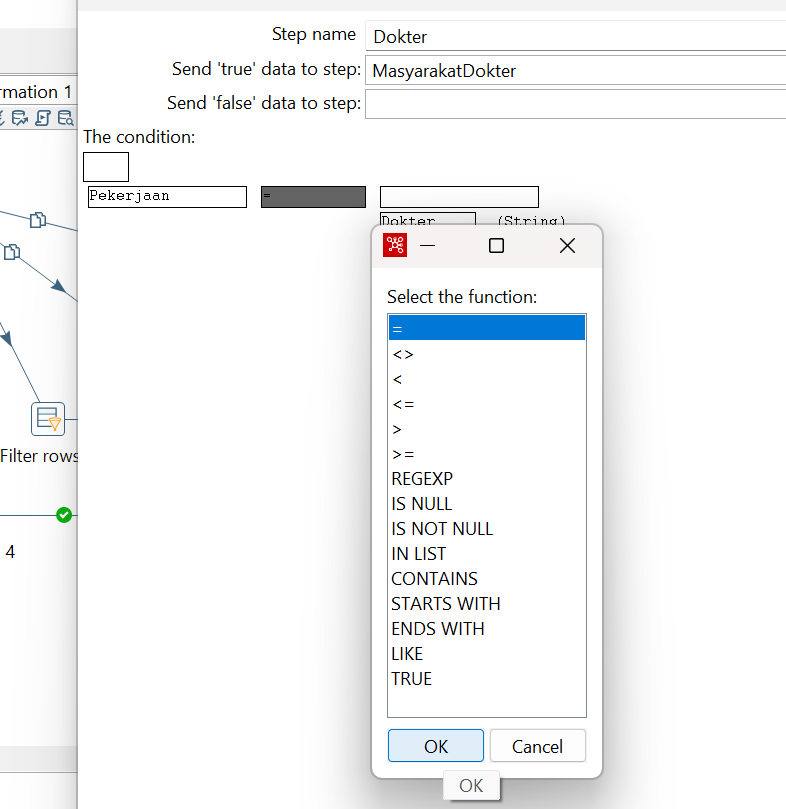 Step name Dokter
Send 'true' data to step: MasyarakatDokter
rmation 1
Send 'false' data to step:
The condition:
Pekerjaan =
Dokter (String)
Select the function:
=
<>
<
<=
>
>=
REGEXP
IS NULL
IS NOT NULL
IN LIST
CONTAINS
STARTS WITH
ENDS WITH
LIKE
TRUE
Filter rows
4
OK Cancel
OK